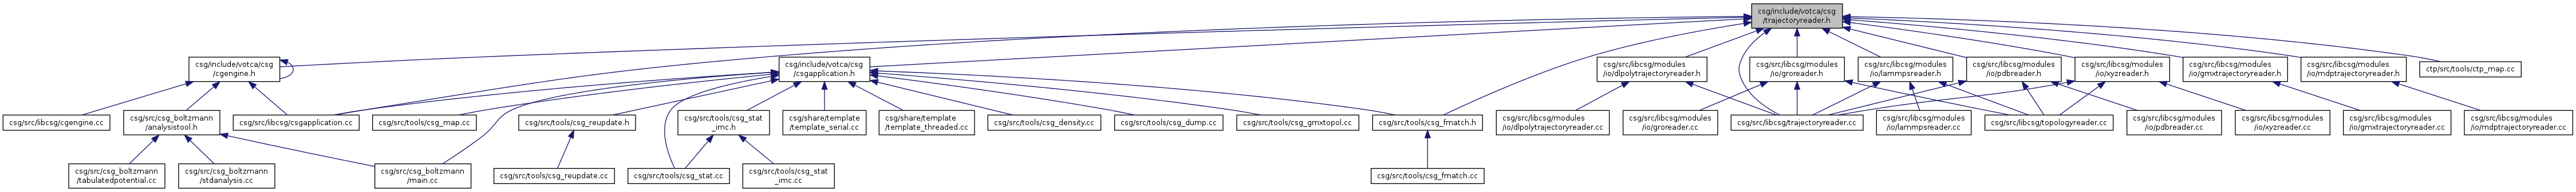 csg/include/votca/csg
/trajectoryreader.h
csg/include/votca/csg
/cgengine.h
csg/include/votca/csg
/csgapplication.h
csg/src/libcsg/modules
io/dlpolytrajectoryreader.h
csg/src/libcsg/modules
io/groreader.h
csg/src/libcsg/modules
io/lammpsreader.h
csg/src/libcsg/modules
io/pdbreader.h
csg/src/libcsg/modules
io/xyzreader.h
csg/src/libcsg/modules
io/gmxtrajectoryreader.h
csg/src/libcsg/modules
io/mdptrajectoryreader.h
ctp/src/tools/ctp_map.cc
csg/src/libcsg/cgengine.cc
csg/src/csg_boltzmann
/analysistool.h
csg/src/libcsg/csgapplication.cc
csg/src/tools/csg_map.cc
csg/src/tools/csg_reupdate.h
csg/src/tools/csg_stat
_imc.h
csg/share/template
/template_serial.cc
csg/share/template
/template_threaded.cc
csg/src/tools/csg_density.cc
csg/src/tools/csg_dump.cc
csg/src/tools/csg_gmxtopol.cc
csg/src/tools/csg_fmatch.h
csg/src/libcsg/modules
io/dlpolytrajectoryreader.cc
csg/src/libcsg/modules
io/groreader.cc
csg/src/libcsg/trajectoryreader.cc
csg/src/libcsg/modules
io/lammpsreader.cc
csg/src/libcsg/topologyreader.cc
csg/src/libcsg/modules
io/pdbreader.cc
csg/src/libcsg/modules
io/xyzreader.cc
csg/src/libcsg/modules
io/gmxtrajectoryreader.cc
csg/src/libcsg/modules
io/mdptrajectoryreader.cc
csg/src/csg_boltzmann
/tabulatedpotential.cc
csg/src/csg_boltzmann
/stdanalysis.cc
csg/src/csg_boltzmann
/main.cc
csg/src/tools/csg_reupdate.cc
csg/src/tools/csg_stat.cc
csg/src/tools/csg_stat
_imc.cc
csg/src/tools/csg_fmatch.cc